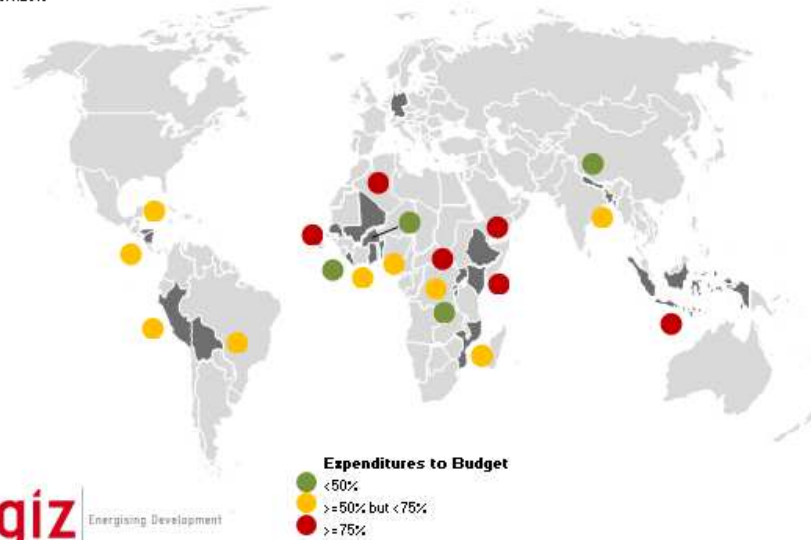 Expenditures to Budget
<50%
>=50% but <75%
>=75%
giz
Energising Development